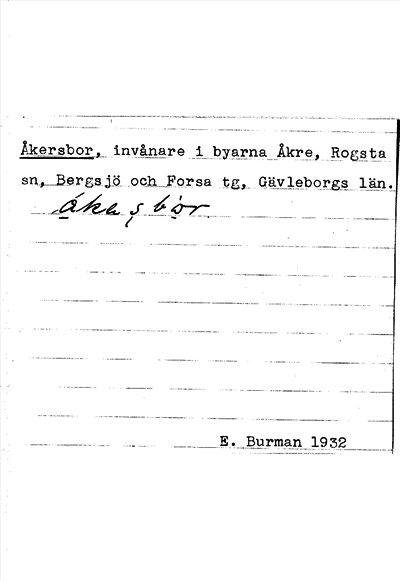 Åkersbor, invånare i byarna Åkre, Rogsta
sn, Bergsjö och Forsa tg, Gävleborgs län.
E. Burman 1932